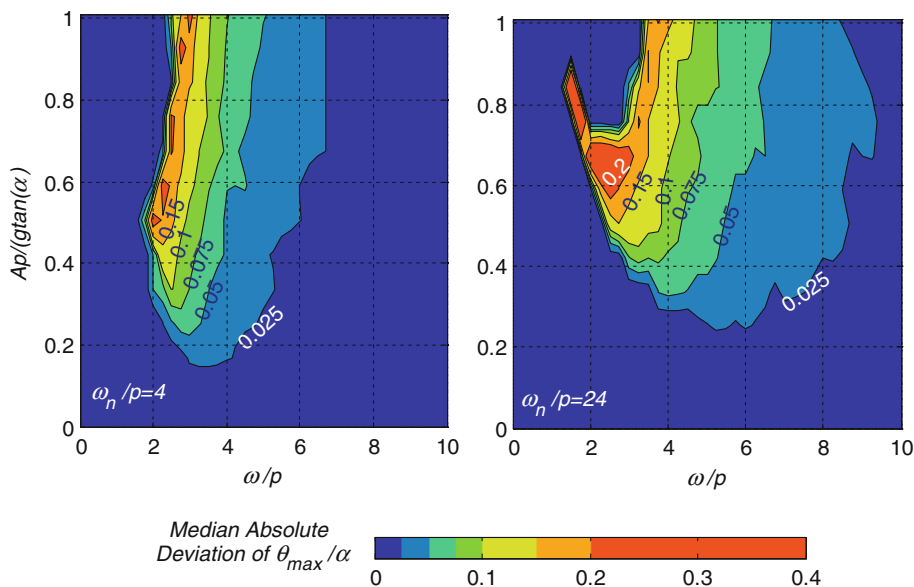 Ap/(gtan(α)
1
0.8
0.6
0.4
0.2
0
0.15
0.1
0.075
0.05
0.025
ω_n/p=4
0 2 4 6 8 10
ω/p
1
0.8
0.6
0.4
0.2
0
0.2
0.15
0.1
0.075
0.05
0.025
ω_n/p=24
0 2 4 6 8 10
ω/p
Median Absolute
Deviation of θ_max/α
0 0.1 0.2 0.3 0.4